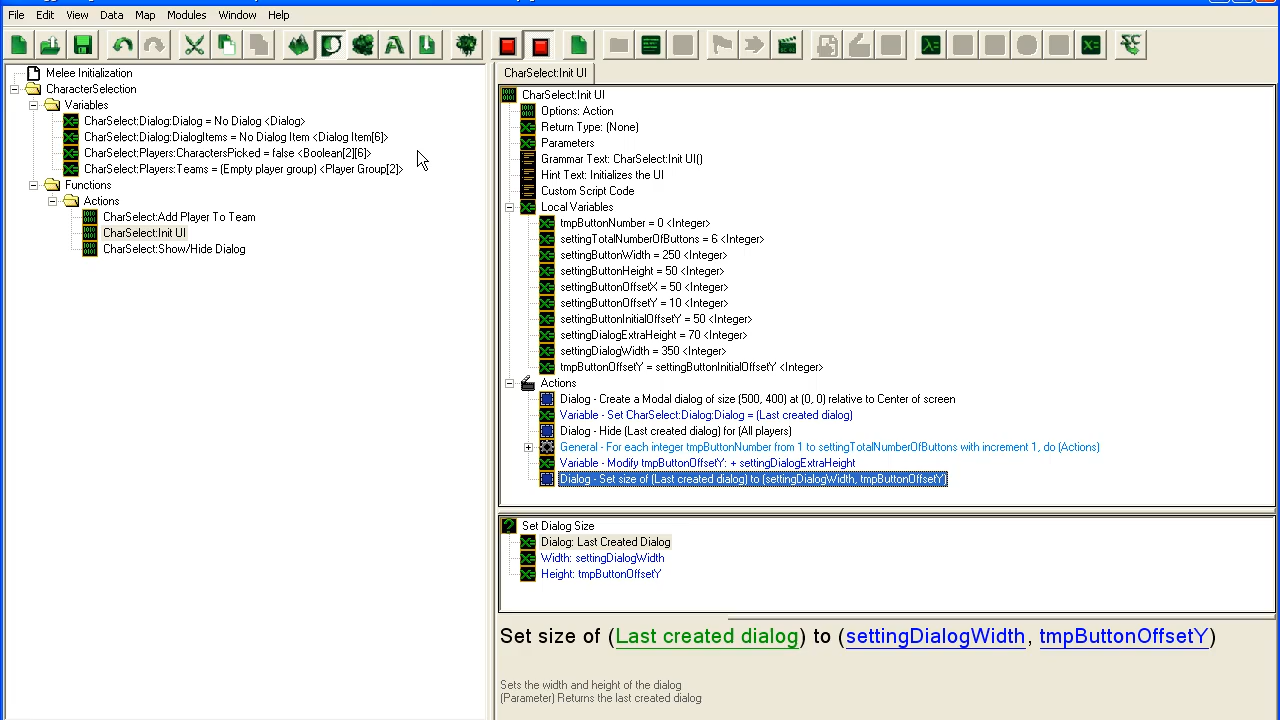 File Edit View Data Map Modules Window Help
Melee Initialization
CharacterSelection
Variables
CharSelect:Dialog:Dialog = No Dialog <Dialog>
CharSelect:Dialog:DialogItems = No Dialog Item <Dialog Item[6]>
CharSelect:Players:CharactersPicked = false <Boolean[2][6]>
CharSelect:Players:Teams = (Empty player group) <Player Group[2]>
Functions
Actions
CharSelect:Add Player To Team
CharSelect:Init UI
CharSelect:Show/Hide Dialog
CharSelect:Init UI
CharSelect:Init UI
Options: Action
Return Type: (None)
Parameters
Grammar Text: CharSelect:Init UI()
Hint Text: Initializes the UI
Custom Script Code
Local Variables
tmpButtonNumber = 0 <Integer>
settingTotalNumberOfButtons = 6 <Integer>
settingButtonWidth = 250 <Integer>
settingButtonHeight = 50 <Integer>
settingButtonOffsetX = 50 <Integer>
settingButtonOffsetY = 10 <Integer>
settingButtonInitialOffsetY = 50 <Integer>
settingDialogExtraHeight = 70 <Integer>
settingDialogWidth = 350 <Integer>
tmpButtonOffsetY = settingButtonInitialOffsetY <Integer>
Actions
Dialog - Create a Modal dialog of size (500, 400) at (0, 0) relative to Center of screen
Variable - Set CharSelect:Dialog:Dialog = (Last created dialog)
Dialog - Hide (Last created dialog) for (All players)
General - For each integer tmpButtonNumber from 1 to settingTotalNumberOfButtons with increment 1, do (Actions)
Variable - Modify tmpButtonOffsetY: + settingDialogExtraHeight
Dialog - Set size of (Last created dialog) to (settingDialogWidth, tmpButtonOffsetY)
Set Dialog Size
Dialog: Last Created Dialog
Width: settingDialogWidth
Height: tmpButtonOffsetY
Set size of (Last created dialog) to (settingDialogWidth, tmpButtonOffsetY)
Sets the width and height of the dialog
(Parameter) Returns the last created dialog